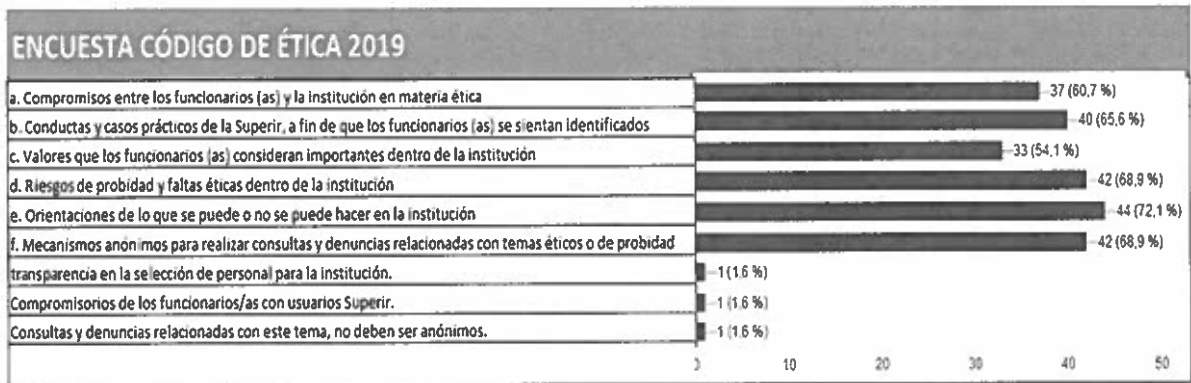 ENCUESTA CÓDIGO DE ÉTICA 2019
a. Compromisos entre los funcionarios (as) y la institución en materia ética 37 (60,7 %)
b. Conductas y casos prácticos de la Superir, a fin de que los funcionarios (as) se sientan identificados 40 (65,6 %)
c. Valores que los funcionarios (as) consideran importantes dentro de la institución 33 (54,1 %)
d. Riesgos de probidad y faltas éticas dentro de la institución 42 (68,9 %)
e. Orientaciones de lo que se puede o no se puede hacer en la institución 44 (72,1 %)
f. Mecanismos anónimos para realizar consultas y denuncias relacionadas con temas éticos o de probidad 42 (68,9 %)
transparencia en la selección de personal para la institución. 1 (1,6 %)
Compromisorios de los funcionarios/as con usuarios Superir. 1 (1,6 %)
Consultas y denuncias relacionadas con este tema, no deben ser anónimos. 1 (1,6 %)
0 10 20 30 40 50